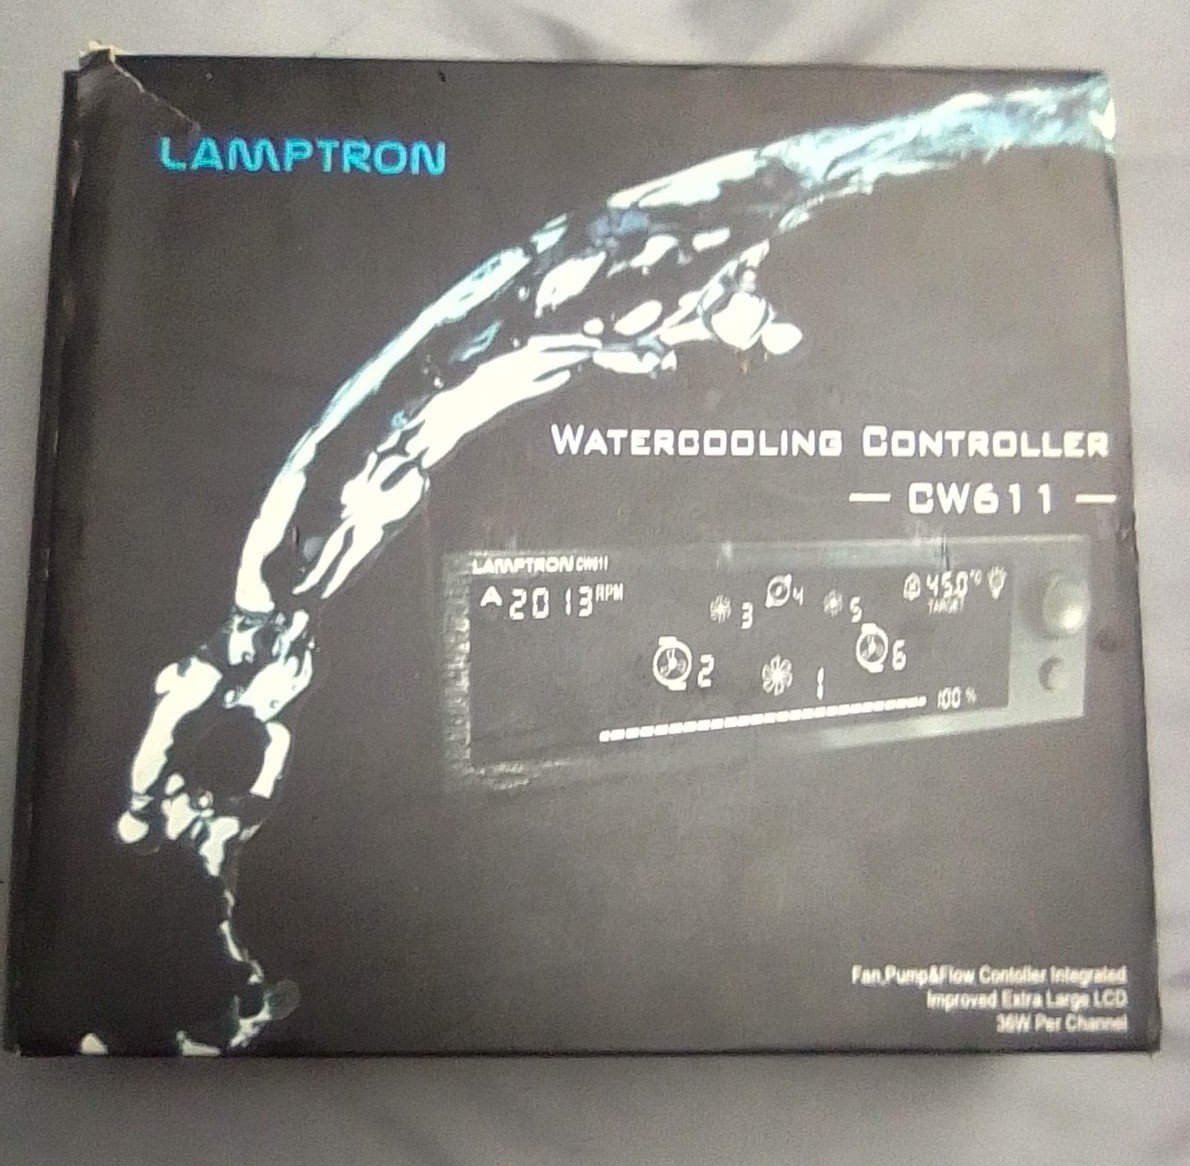 LAMPTRON
WATERCOOLING CONTROLLER
— CW611 —
LAMPTRON CW611
A 2013 RPM
3
4
5
45.0°C
TARGET
2
1
6
100 %
Fan,Pump&Flow Contoller Integrated
Improved Extra Large LCD
36W Per Channel